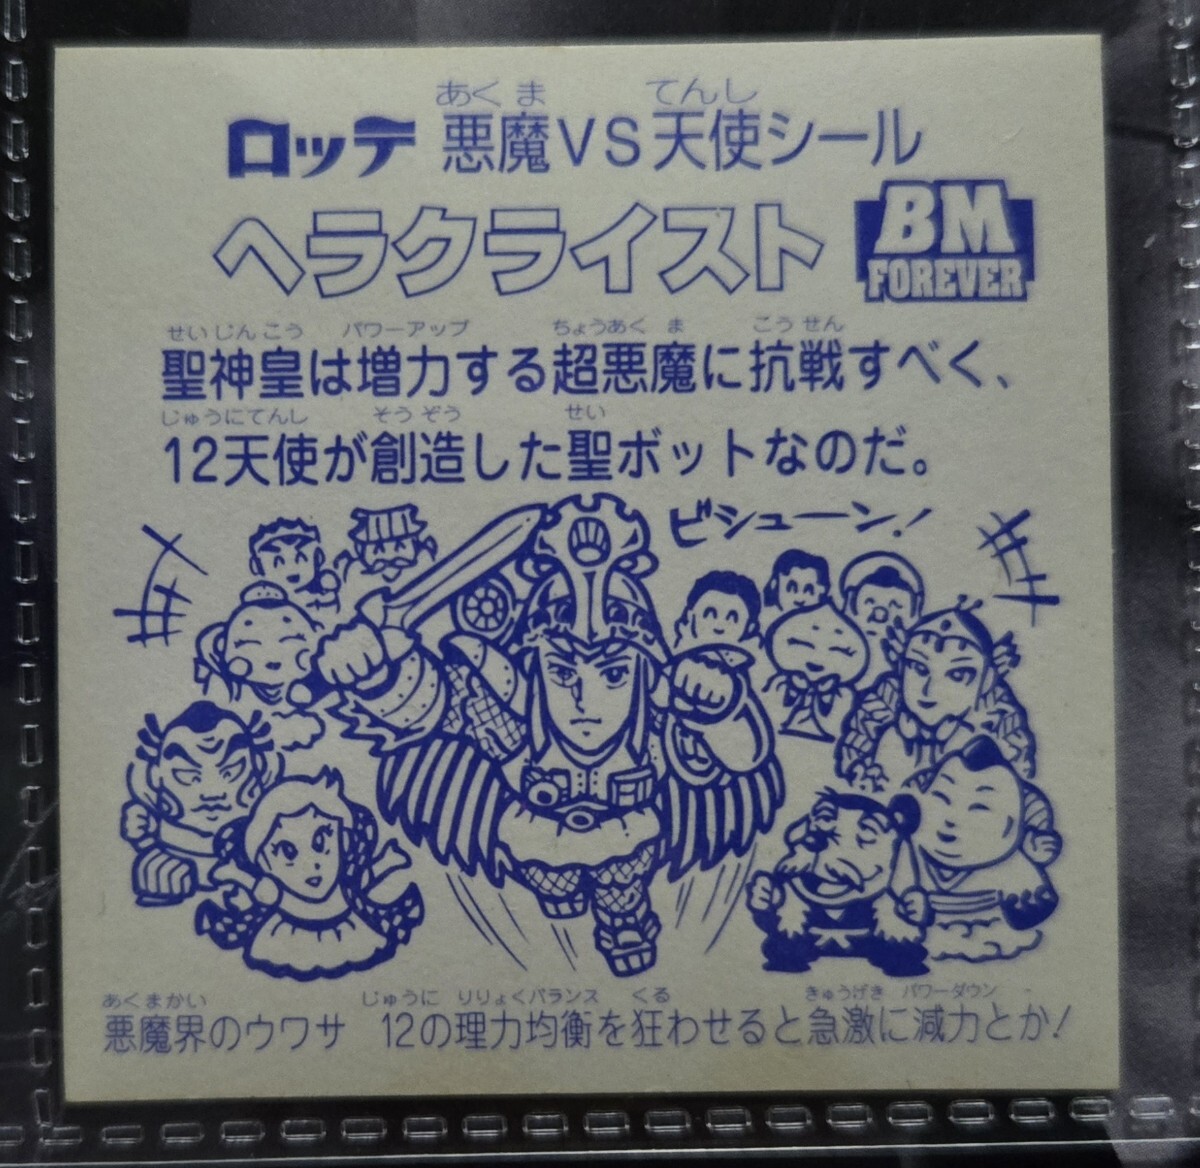 あくま てんし
ロッテ 悪魔VS天使シール
ヘラクライスト
BM
FOREVER
せいじんこう パワーアップ ちょうあくま こうせん
聖神皇は増力する超悪魔に抗戦すべく、
じゅうにてんし そうぞう せい
12天使が創造した聖ボットなのだ。
ビシューン!
あくまかい じゅうに りりょくバランス くる きゅうげき パワーダウン
悪魔界のウワサ 12の理力均衡を狂わせると急激に減力とか!